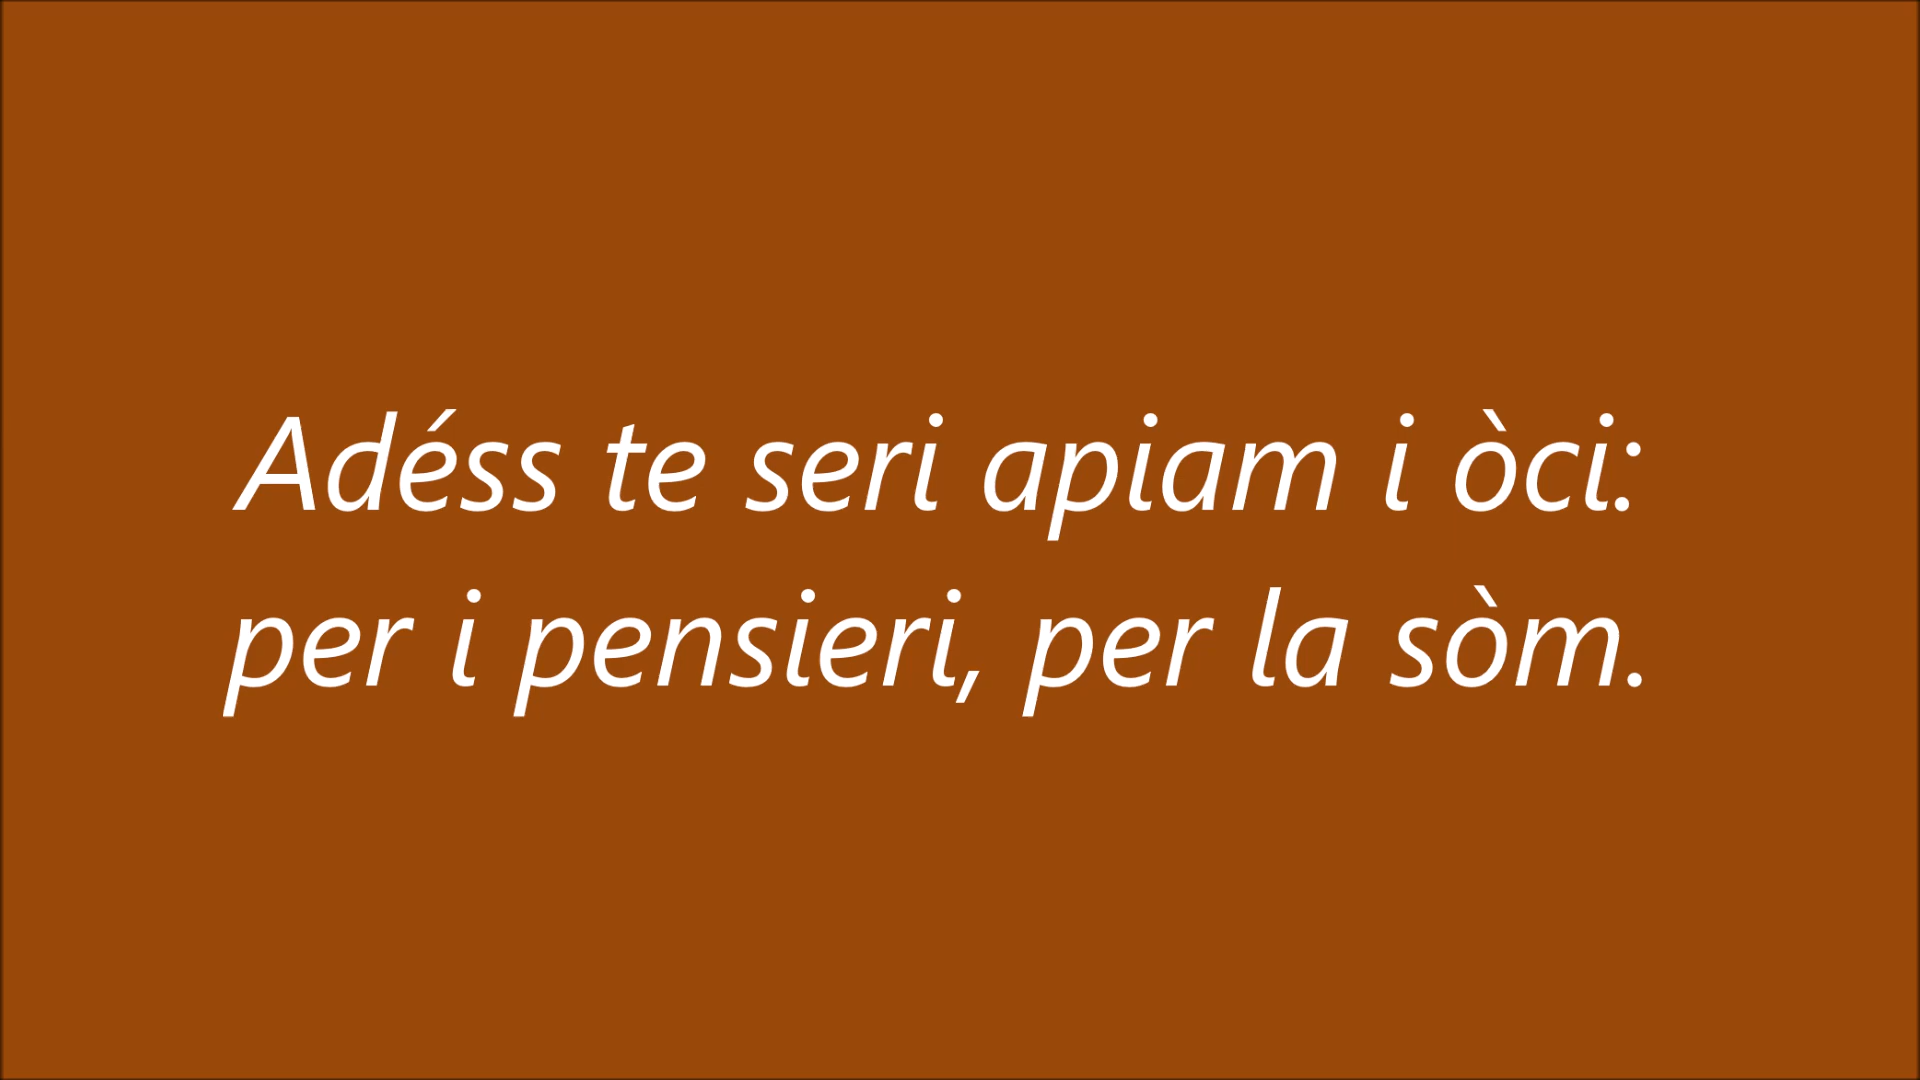 Adéss te seri apiam i òci:
per i pensieri, per la sòm.